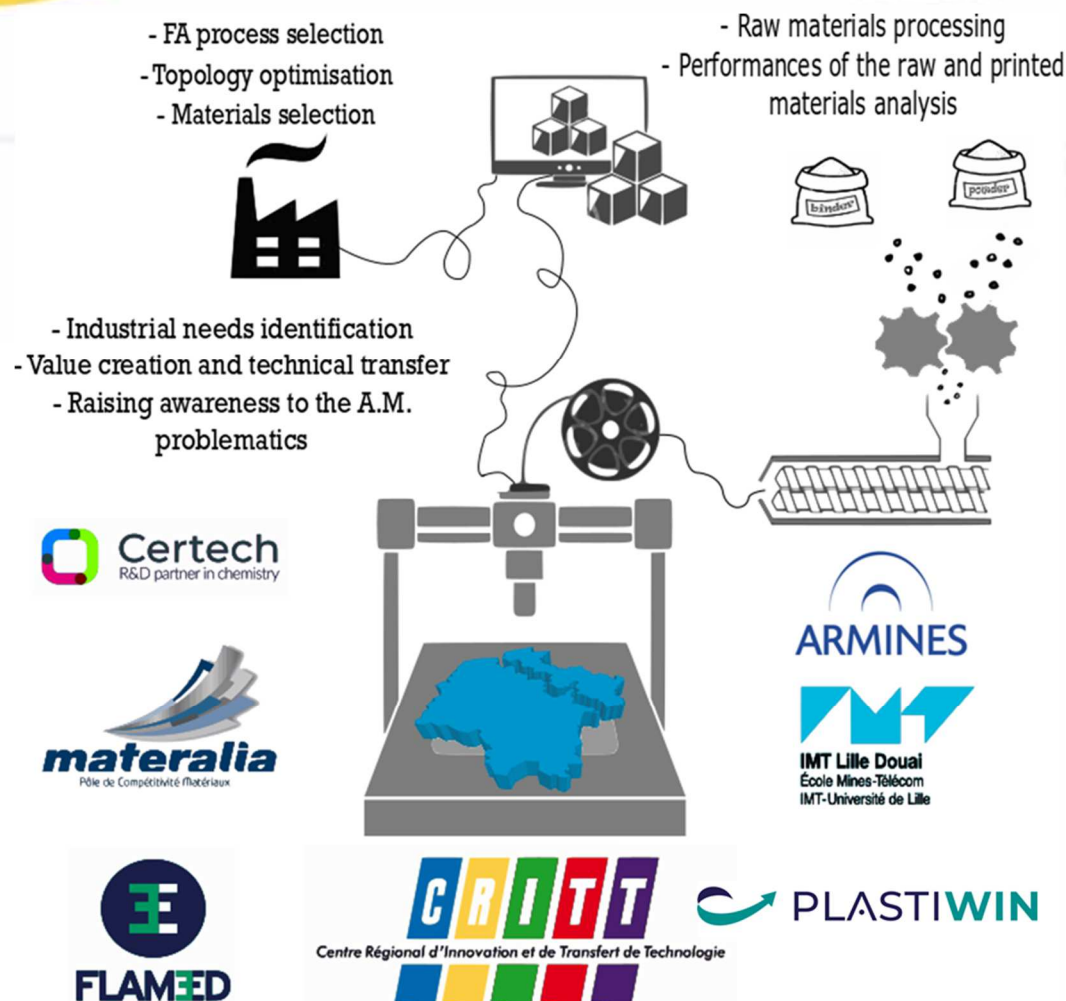 - FA process selection
- Topology optimisation
- Materials selection
- Raw materials processing
- Performances of the raw and printed
materials analysis
binder
powder
- Industrial needs identification
- Value creation and technical transfer
- Raising awareness to the A.M.
problematics
Certech
R&D partner in chemistry
ARMINES
materalia
Pôle de Compétitivité Matériaux
IMT Lille Douai
École Mines-Télécom
IMT-Université de Lille
FLAMEED
CRITT
Centre Régional d'Innovation et de Transfert de Technologie
PLASTIWIN